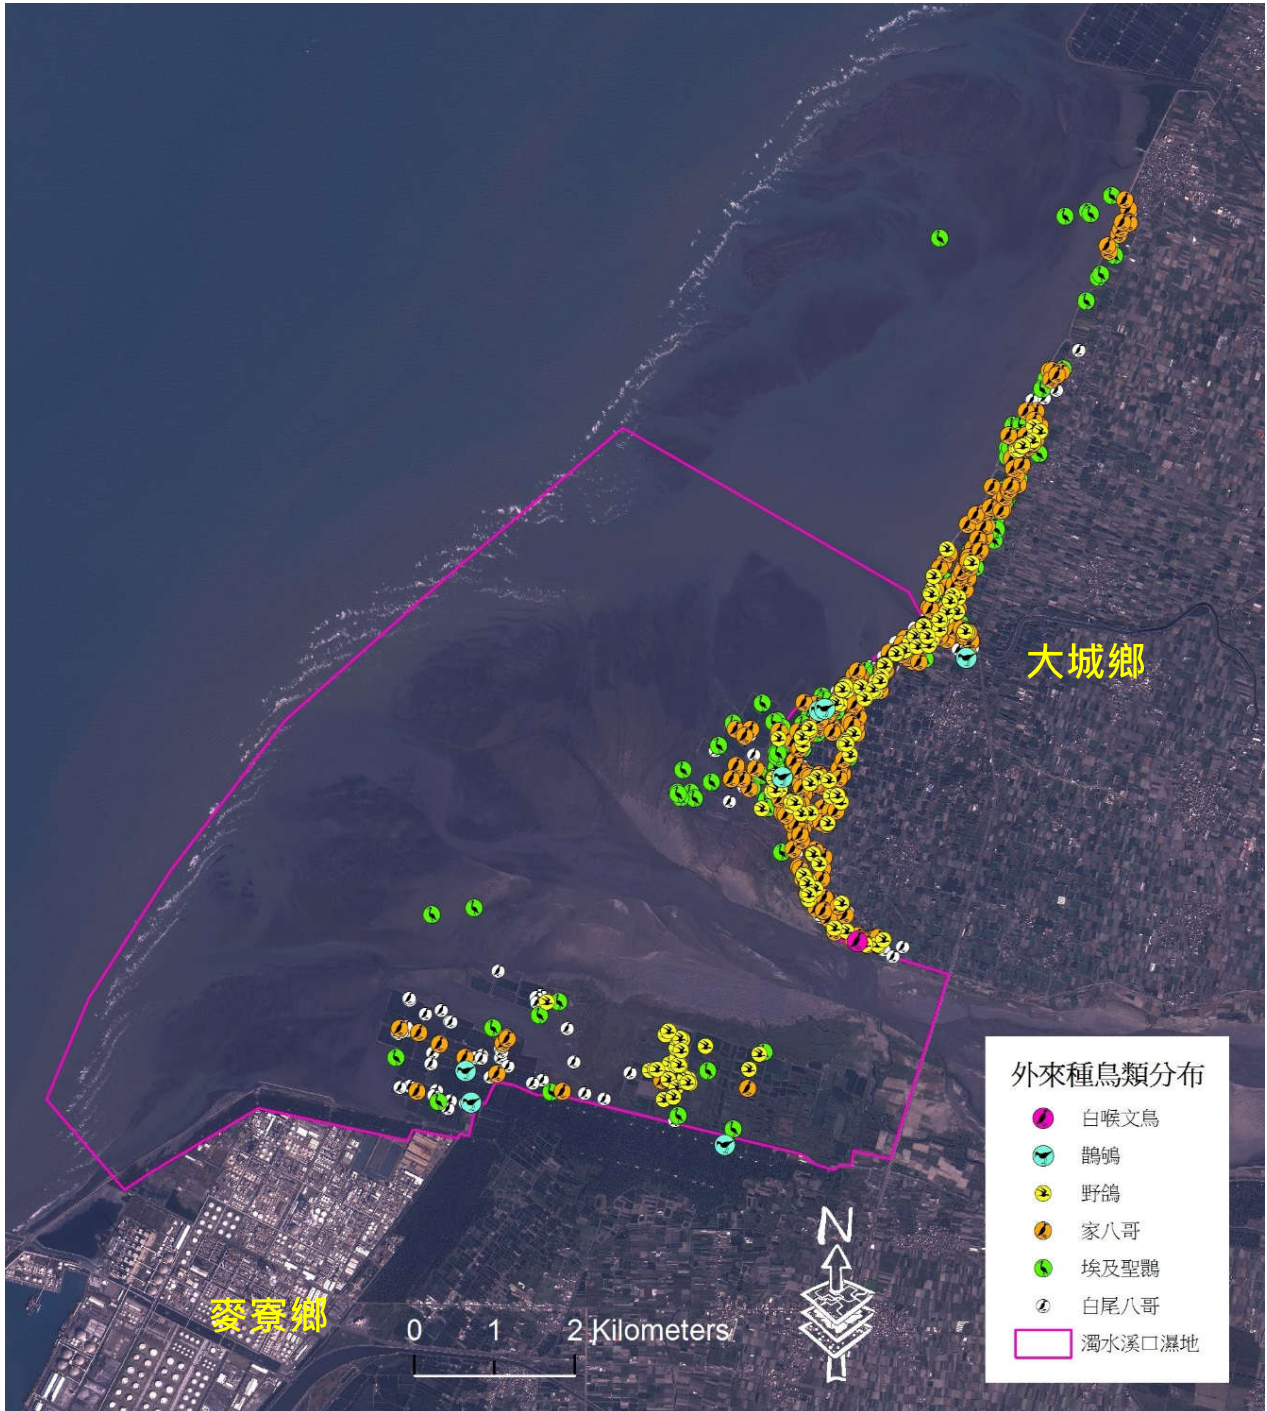 大城鄉
外來種鳥類分布
白喉文鳥
鵲鴝
野鴿
家八哥
埃及聖䴉
白尾八哥
濁水溪口濕地
N
麥寮鄉
0 1 2 Kilometers